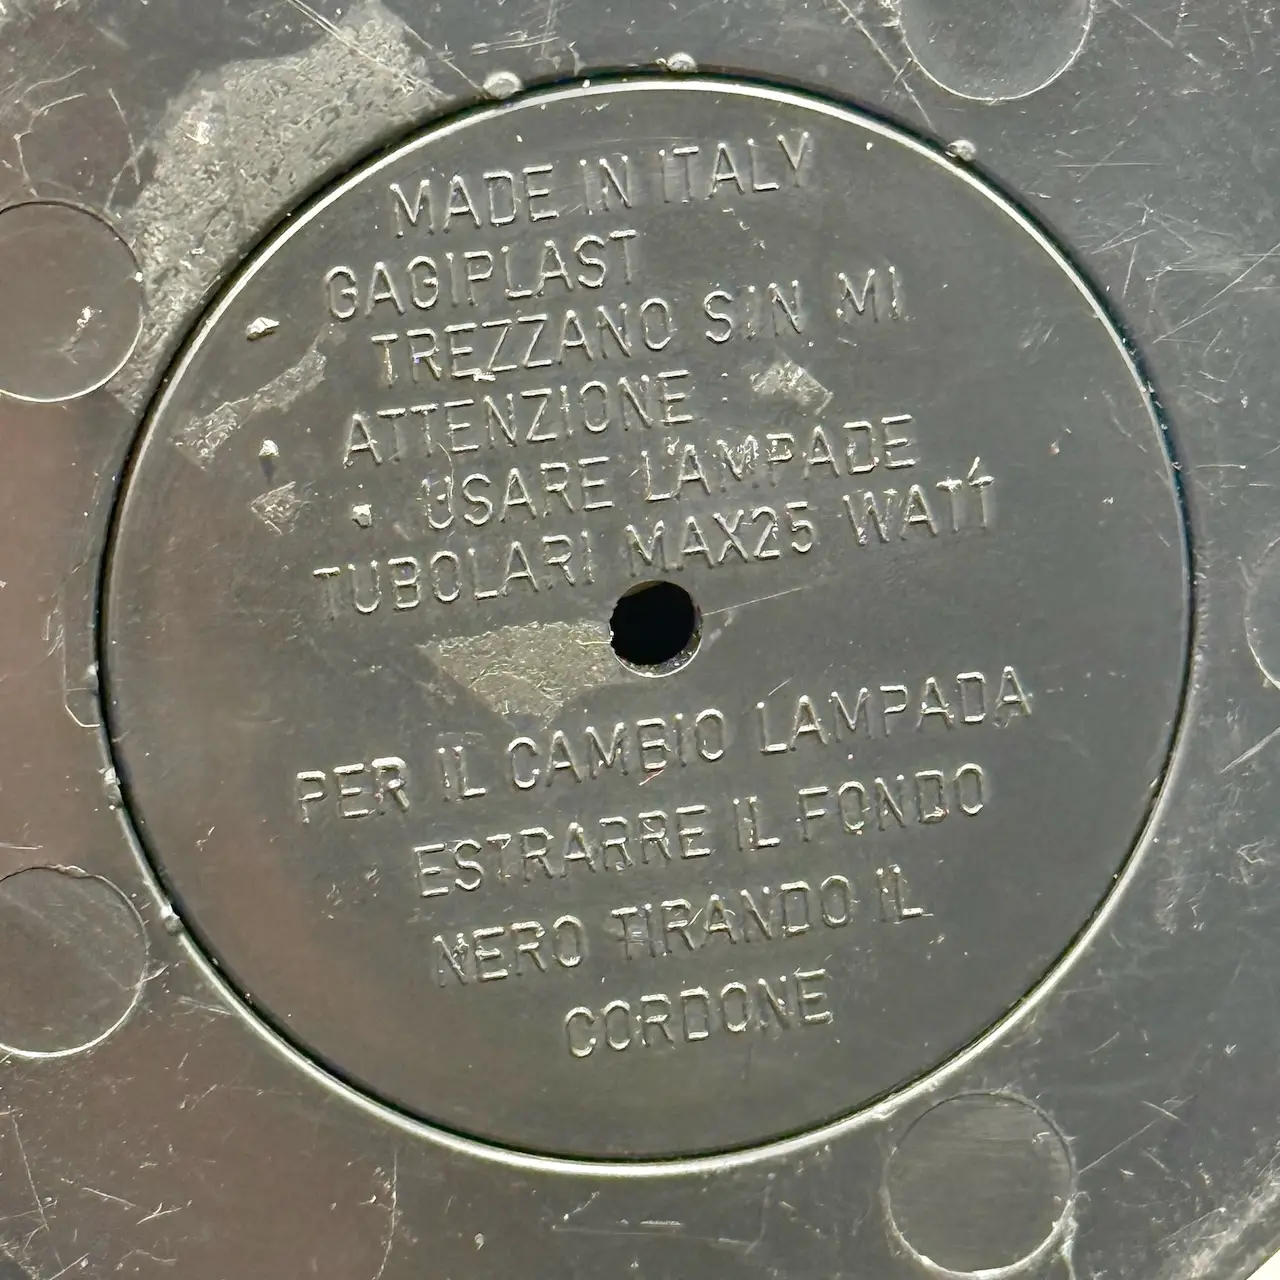 MADE IN ITALY
GAGIPLAST
TREZZANO SIN MI
ATTENZIONE
USARE LAMPADE
TUBOLARI MAX25 WATT
PER IL CAMBIO LAMPADA
ESTRARRE IL FONDO
NERO TIRANDO IL
CORDONE